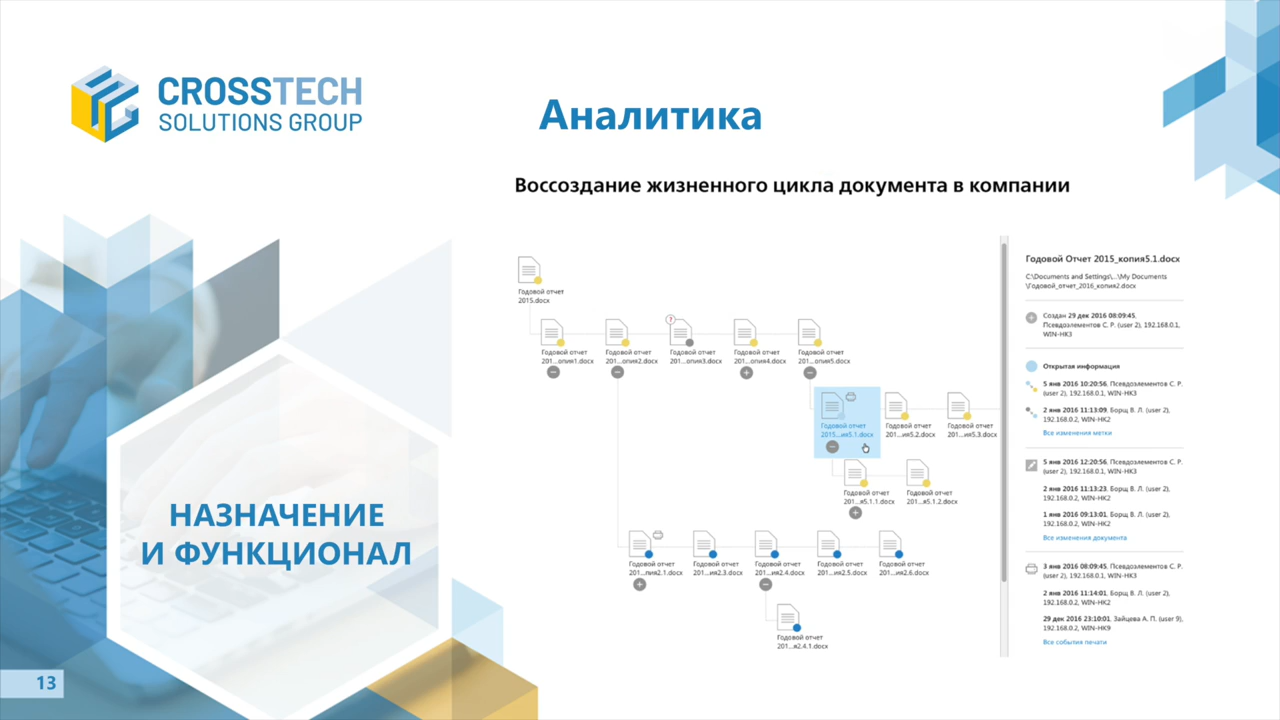 CROSSTECH
SOLUTIONS GROUP
Аналитика
Воссоздание жизненного цикла документа в компании
НАЗНАЧЕНИЕ
И ФУНКЦИОНАЛ
13
Годовой отчет
2015.docx
Годовой отчет
201...опия1.docx
Годовой отчет
201...опия2.docx
Годовой отчет
201...опия3.docx
Годовой отчет
201...опия4.docx
Годовой отчет
201...опия5.docx
Годовой отчет
2015...ия5.1.docx
Годовой отчет
201...ия5.2.docx
Годовой отчет
201...ия5.3.docx
Годовой отчет
201...я5.1.1.docx
Годовой отчет
201...я5.1.2.docx
Годовой отчет
201...пия2.1.docx
Годовой отчет
201...ия2.3.docx
Годовой отчет
201...ия2.4.docx
Годовой отчет
201...ия2.5.docx
Годовой отчет
201...ия2.6.docx
Годовой отчет
201...я2.4.1.docx
Годовой Отчет 2015_копия5.1.docx
C:\Documents and Settings\...\My Documents
\Годовой_отчет_2016_копия2.docx
Создан 29 дек 2016 08:09:45,
Псевдоэлементов С. Р. (user 2), 192.168.0.1,
WIN-HK3
Открытая информация
5 янв 2016 10:20:56, Псевдоэлементов С. Р.
(user 2), 192.168.0.1, WIN-HK3
2 янв 2016 11:13:09, Борщ В. Л. (user 2),
192.168.0.2, WIN-HK2
Все изменения метки
5 янв 2016 12:20:56, Псевдоэлементов С. Р.
(user 2), 192.168.0.1, WIN-HK3
2 янв 2016 11:13:23, Борщ В. Л. (user 2),
192.168.0.2, WIN-HK2
1 янв 2016 09:13:01, Борщ В. Л. (user 2),
192.168.0.2, WIN-HK2
Все изменения документа
3 янв 2016 08:09:45, Псевдоэлементов С. Р.
(user 2), 192.168.0.1, WIN-HK3
2 янв 2016 11:14:01, Борщ В. Л. (user 2),
192.168.0.2, WIN-HK2
29 дек 2016 23:10:01, Зайцева А. П. (user 9),
192.168.0.2, WIN-HK9
Все события печати